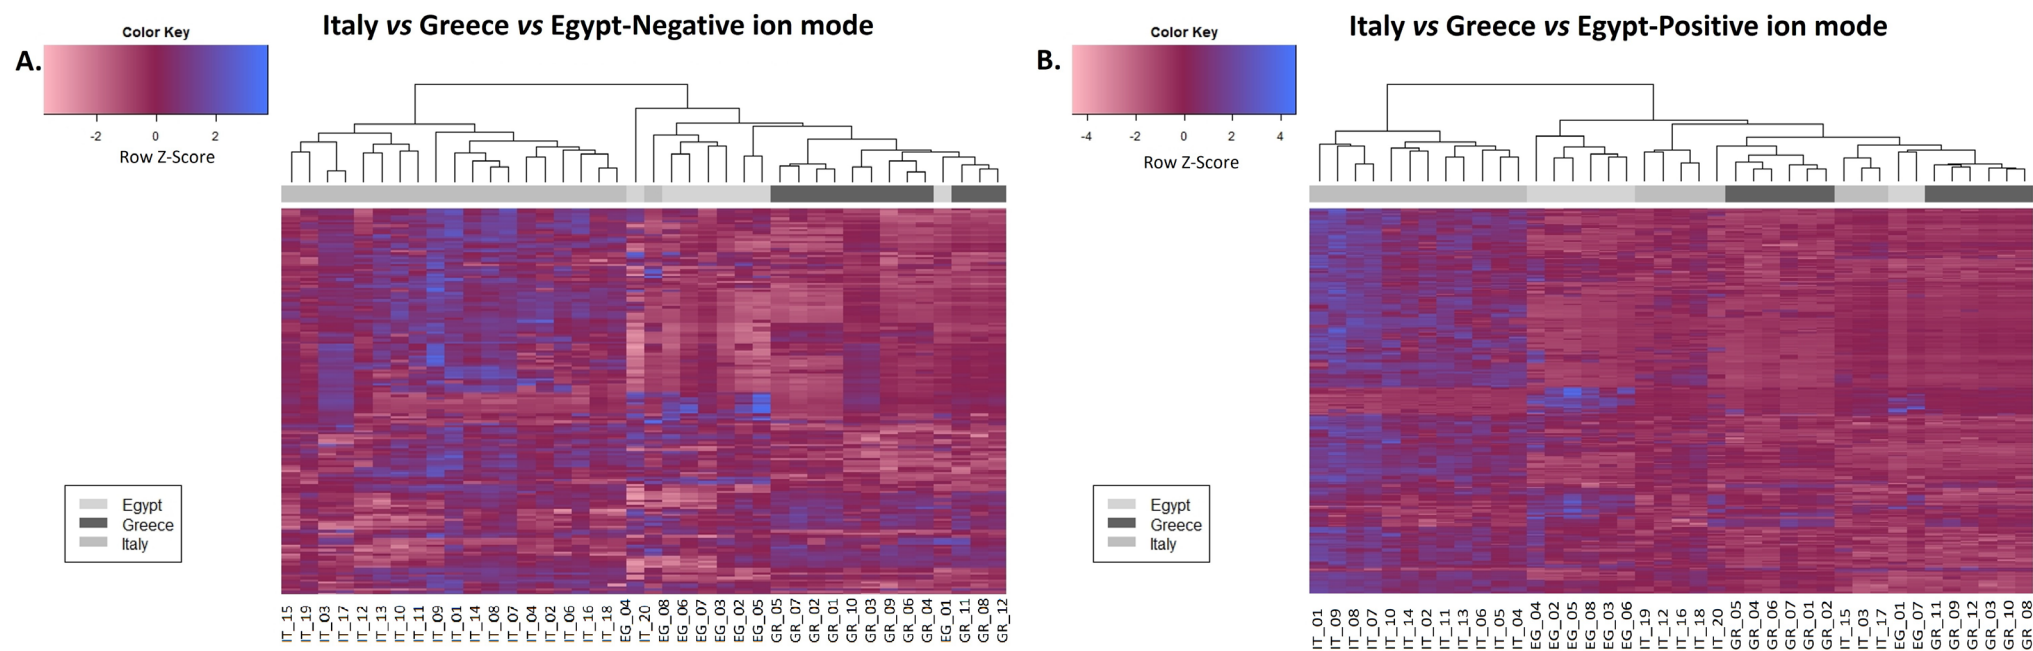 Italy vs Greece vs Egypt-Negative ion mode
A.
Color Key
-2 0 2
Row Z-Score
Egypt
Greece
Italy
IT_15 IT_19 IT_03 IT_17 IT_12 IT_13 IT_10 IT_11 IT_09 IT_01 IT_14 IT_08 IT_07 IT_04 IT_02 IT_06 IT_16 IT_18 EG_04 IT_20 EG_08 EG_06 EG_07 EG_03 EG_02 EG_05 GR_05 GR_07 GR_02 GR_01 GR_10 GR_03 GR_09 GR_06 GR_04 EG_01 GR_11 GR_08 GR_12
Italy vs Greece vs Egypt-Positive ion mode
B.
Color Key
-4 -2 0 2 4
Row Z-Score
Egypt
Greece
Italy
IT_01 IT_09 IT_08 IT_07 IT_10 IT_14 IT_02 IT_11 IT_13 IT_06 IT_05 IT_04 EG_04 EG_02 EG_05 EG_08 EG_03 EG_06 IT_19 IT_12 IT_16 IT_18 IT_20 GR_05 GR_04 GR_06 GR_07 GR_01 GR_02 IT_15 IT_03 IT_17 EG_01 EG_07 GR_11 GR_09 GR_12 GR_03 GR_10 GR_08